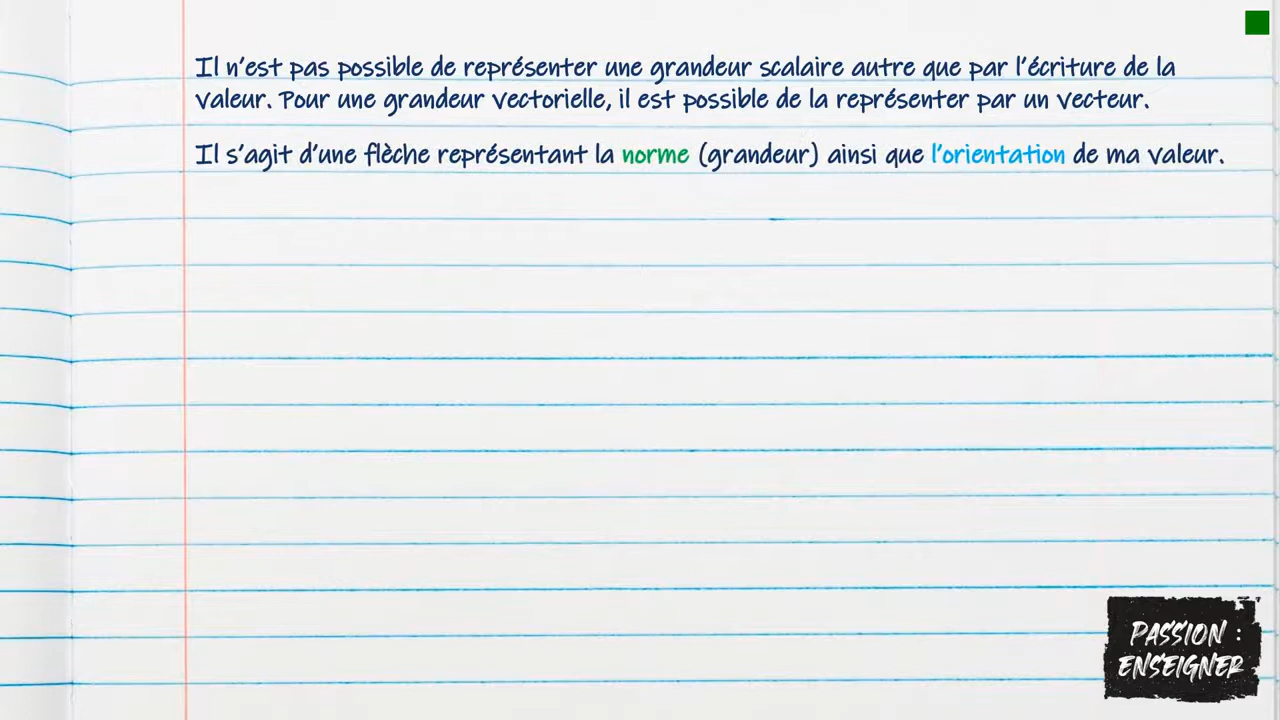 Il n'est pas possible de représenter une grandeur scalaire autre que par l'écriture de la
valeur. Pour une grandeur vectorielle, il est possible de la représenter par un vecteur.
Il s'agit d'une flèche représentant la norme (grandeur) ainsi que l'orientation de ma valeur.
PASSION :
ENSEIGNER